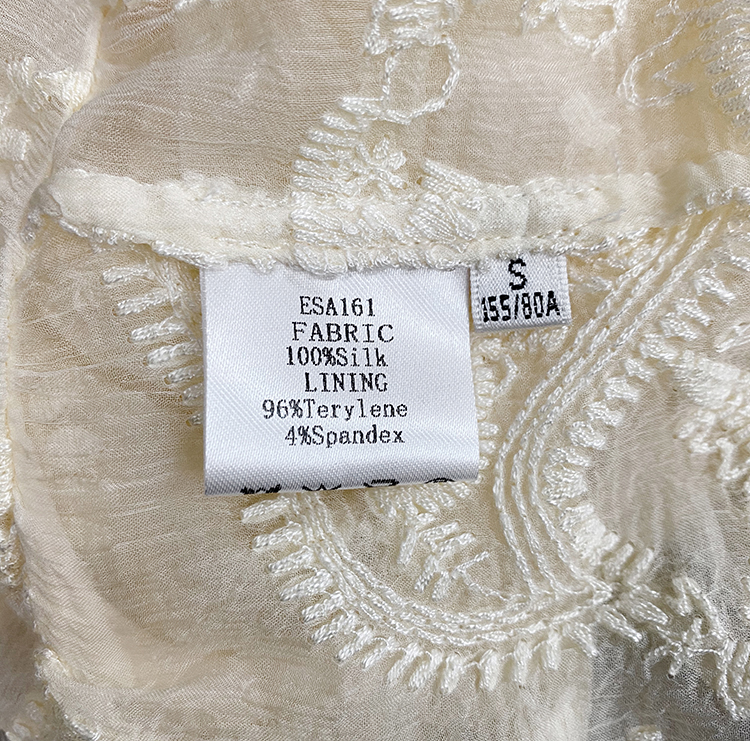 ESA161
FABRIC
100%Silk
LINING
96%Terylene
4%Spandex
S
155/80A